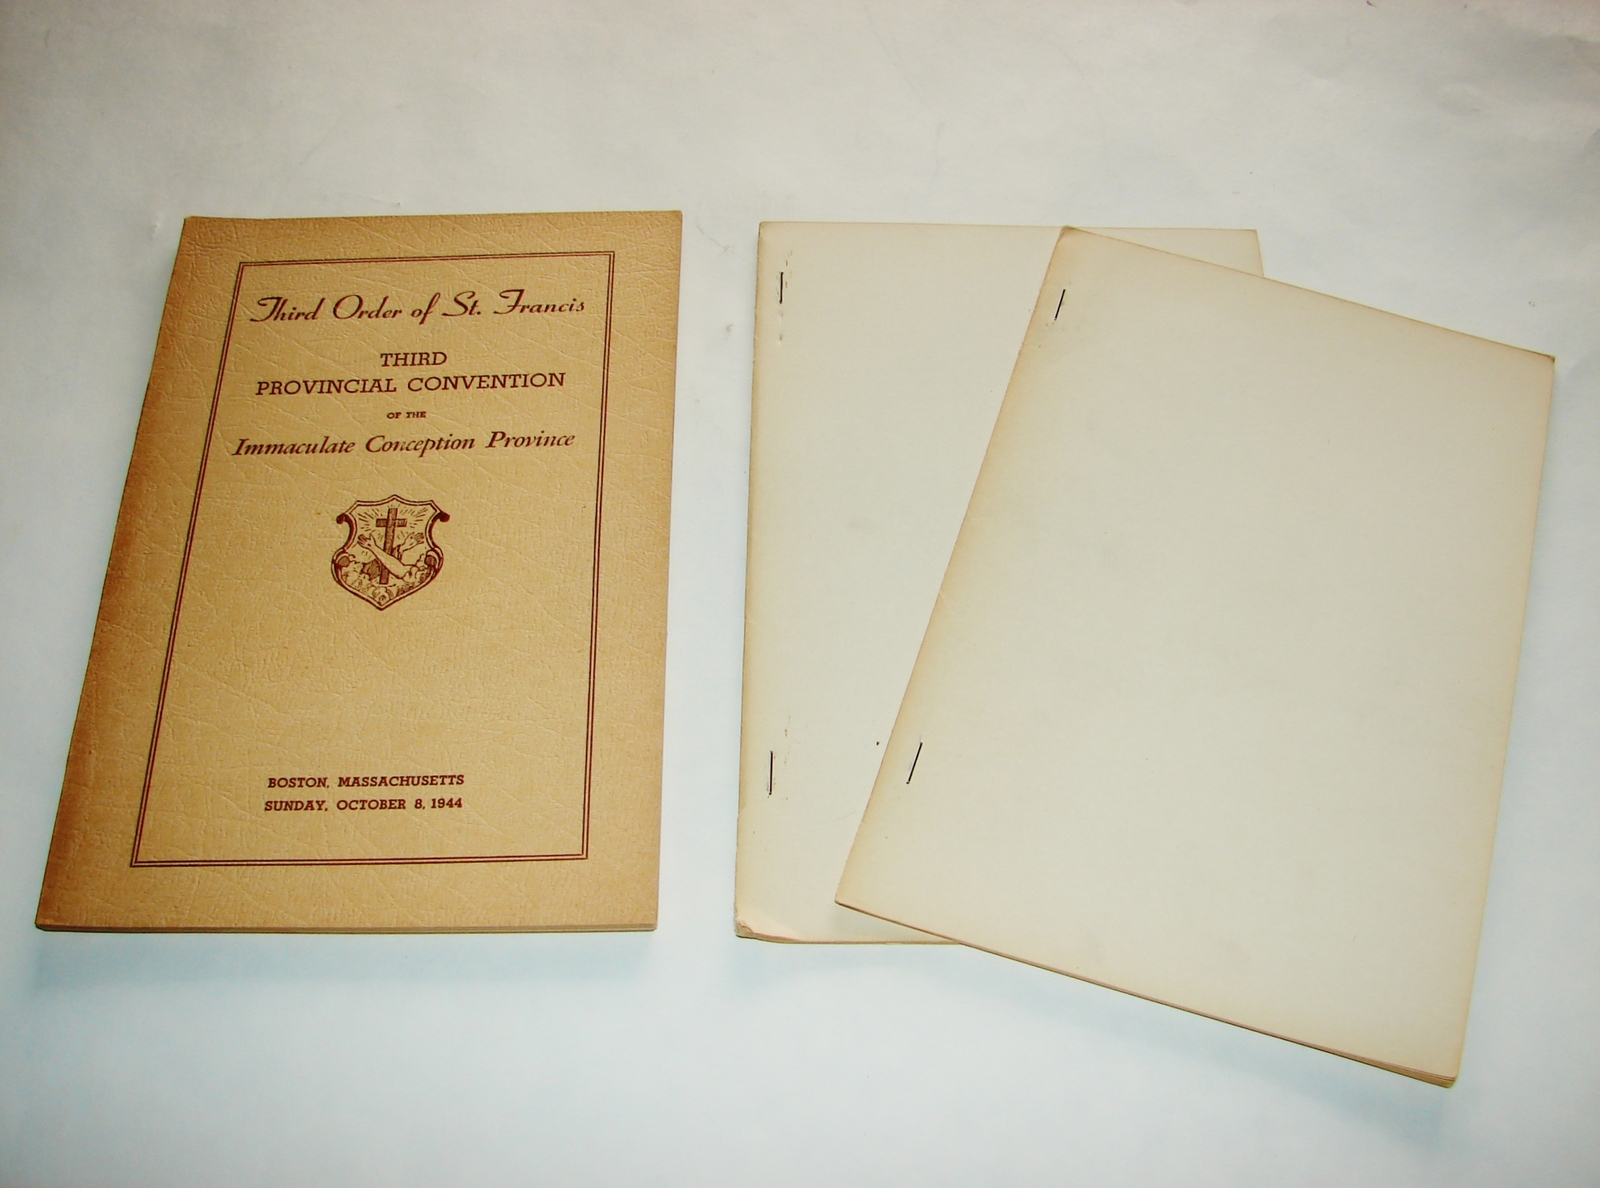 Third Order of St. Francis
THIRD
PROVINCIAL CONVENTION
OF THE
Immaculate Conception Province
BOSTON, MASSACHUSETTS
SUNDAY, OCTOBER 8, 1944